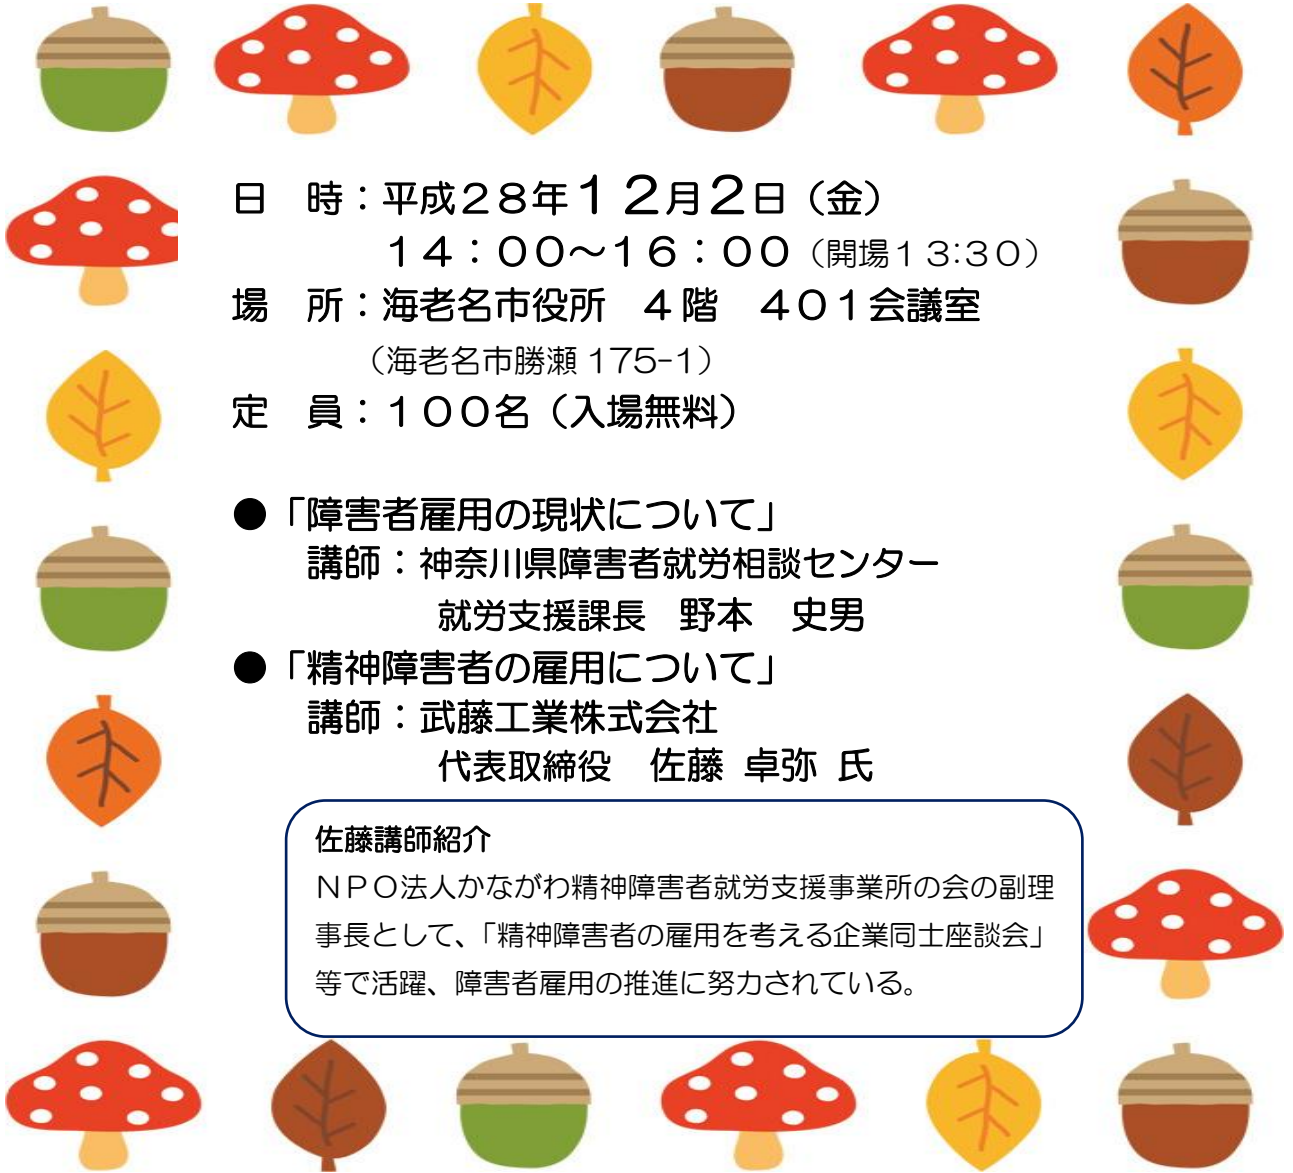 日　時：平成２８年１２月２日（金）
１４：００～１６：００（開場１３:３０）
場　所：海老名市役所　４階　４０１会議室
（海老名市勝瀬 175-1）
定　員：１００名（入場無料）
●「障害者雇用の現状について」
講師：神奈川県障害者就労相談センター
就労支援課長　野本　史男
●「精神障害者の雇用について」
講師：武藤工業株式会社
代表取締役　佐藤 卓弥 氏
佐藤講師紹介
ＮＰＯ法人かながわ精神障害者就労支援事業所の会の副理
事長として、「精神障害者の雇用を考える企業同士座談会」
等で活躍、障害者雇用の推進に努力されている。